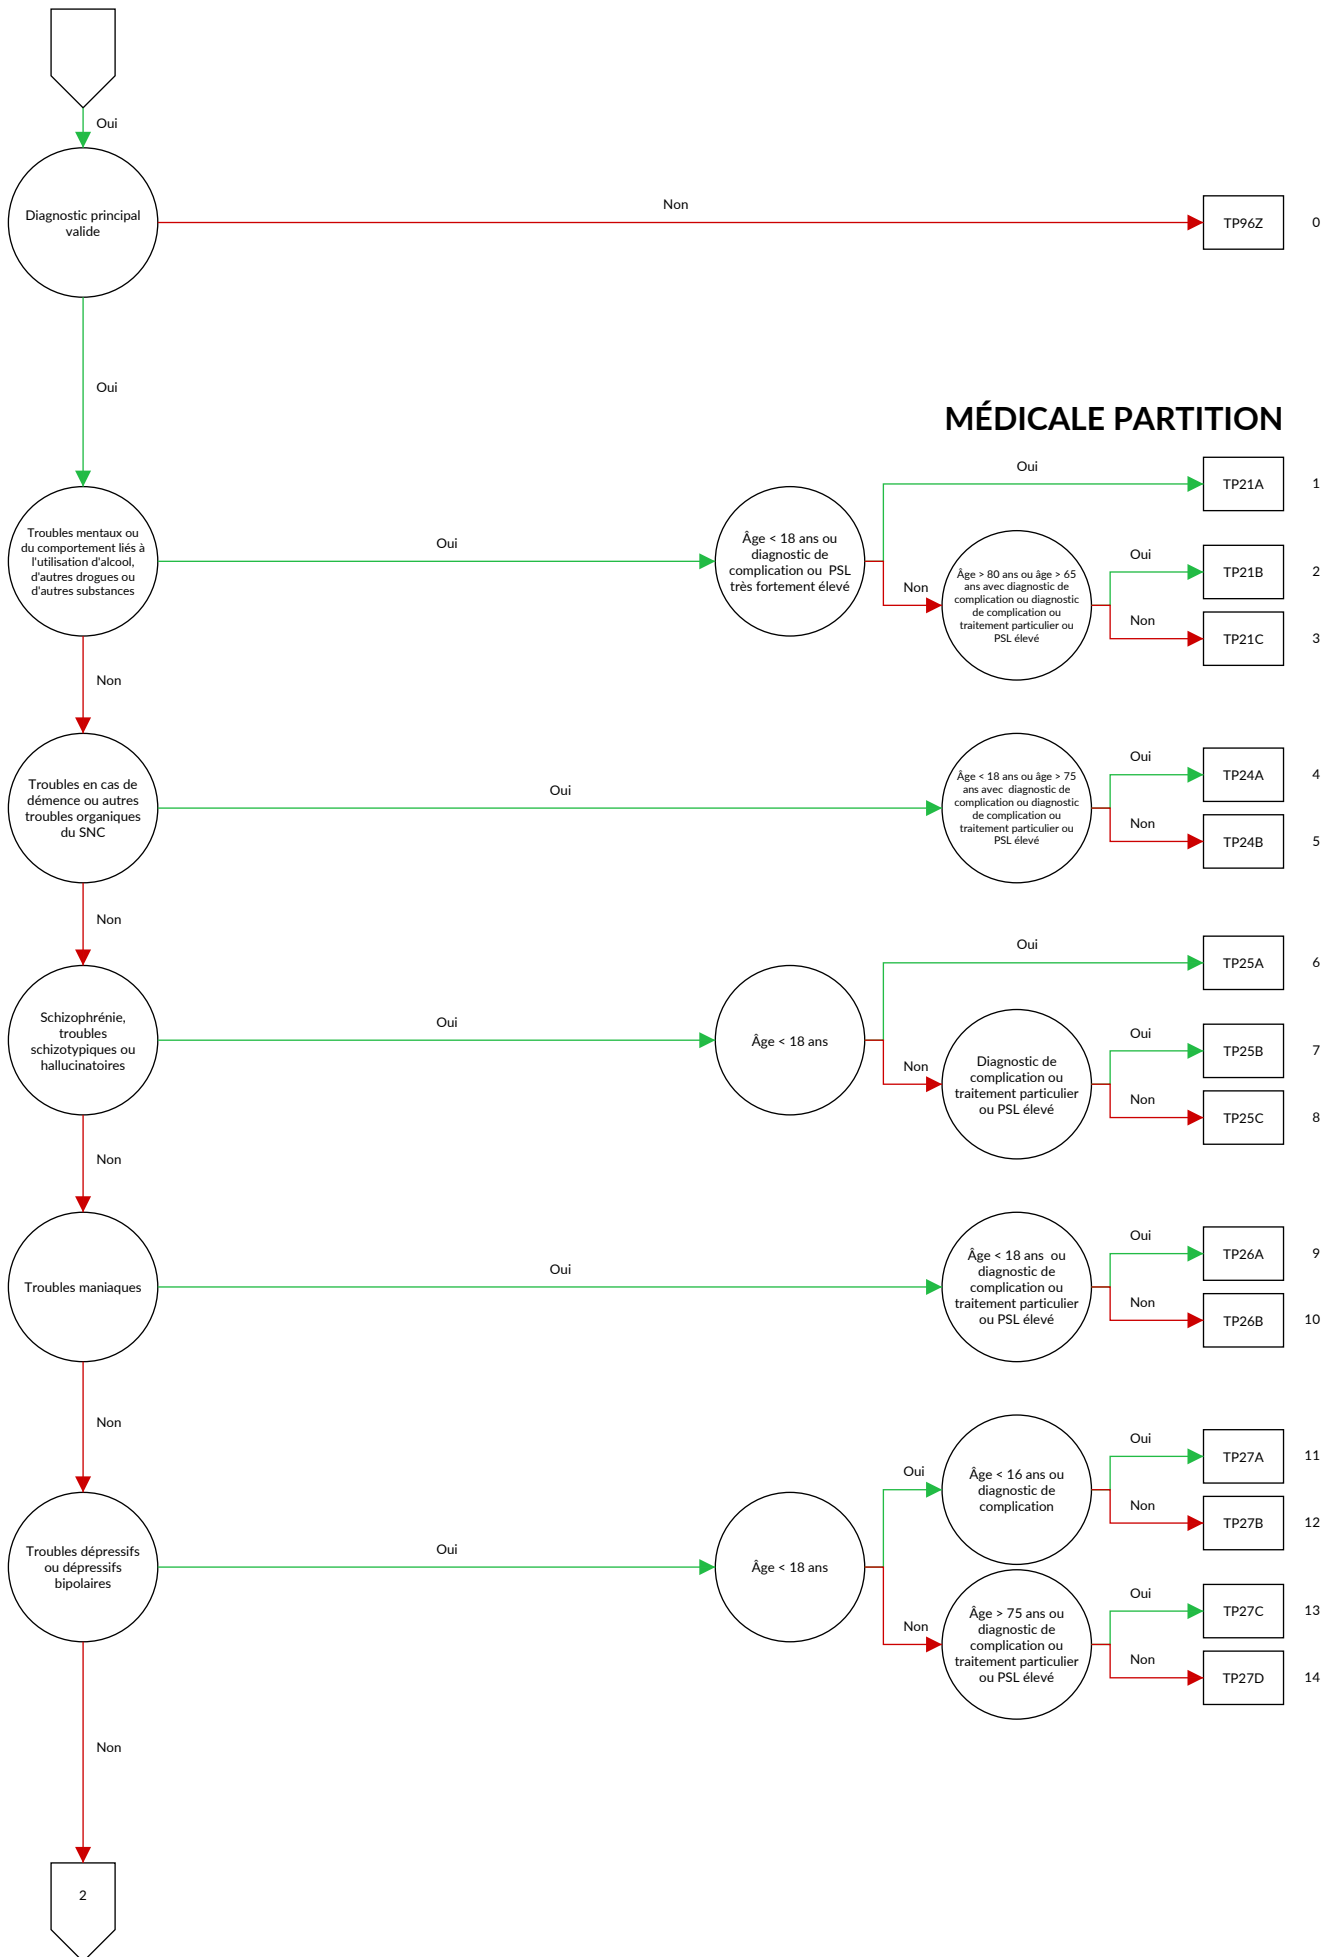 Oui
Diagnostic principal
valide
Non
TP96Z
0
Oui
MÉDICALE PARTITION
Troubles mentaux ou
du comportement liés à
l'utilisation d'alcool,
d'autres drogues ou
d'autres substances
Oui
Âge < 18 ans ou
diagnostic de
complication ou  PSL
très fortement élevé
Oui
TP21A
1
Non
Âge > 80 ans ou âge > 65
ans avec diagnostic de
complication ou diagnostic
de complication ou
traitement particulier ou
PSL élevé
Oui
TP21B
2
Non
TP21C
3
Non
Troubles en cas de
démence ou autres
troubles organiques
du SNC
Oui
Âge < 18 ans ou âge > 75
ans avec  diagnostic de
complication ou diagnostic
de complication ou
traitement particulier ou
PSL élevé
Oui
TP24A
4
Non
TP24B
5
Non
Schizophrénie,
troubles
schizotypiques ou
hallucinatoires
Oui
Âge < 18 ans
Oui
TP25A
6
Non
Diagnostic de
complication ou
traitement particulier
ou PSL élevé
Oui
TP25B
7
Non
TP25C
8
Non
Troubles maniaques
Oui
Âge < 18 ans  ou
diagnostic de
complication ou
traitement particulier
ou PSL élevé
Oui
TP26A
9
Non
TP26B
10
Non
Troubles dépressifs
ou dépressifs
bipolaires
Oui
Âge < 18 ans
Oui
Âge < 16 ans ou
diagnostic de
complication
Oui
TP27A
11
Non
TP27B
12
Non
Âge > 75 ans ou
diagnostic de
complication ou
traitement particulier
ou PSL élevé
Oui
TP27C
13
Non
TP27D
14
Non
2